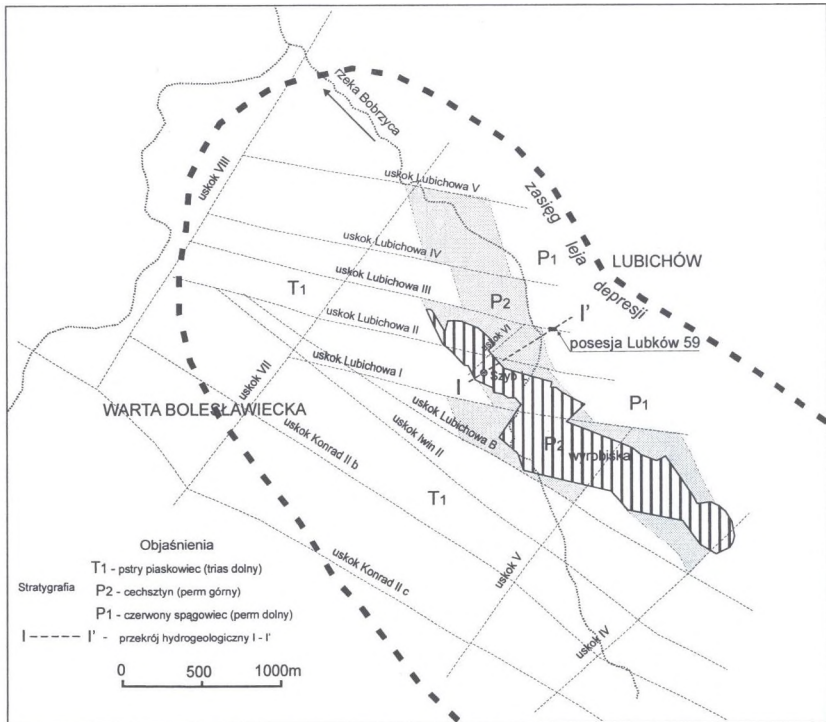 rzeka Bobrzyca
uskok VIII
uskok Lubichowa V
zasięg leja depresji
P1
LUBICHÓW
uskok Lubichowa IV
P2
uskok Lubichowa III
T1
I'
uskok VI
uskok Lubichowa II
posesja Lubków 59
Szyb
I
uskok Lubichowa I
uskok VII
P1
WARTA BOLESŁAWIECKA
uskok Lubichowa B
uskok Iwin II
P2
wyrobiska
uskok Konrad II b
T1
uskok V
uskok Konrad II c
uskok IV
Objaśnienia
T1 - pstry piaskowiec (trias dolny)
Stratygrafia
P2 - cechsztyn (perm górny)
P1 - czerwony spągowiec (perm dolny)
I ----- I' - przekrój hydrogeologiczny I - I'
0 500 1000m